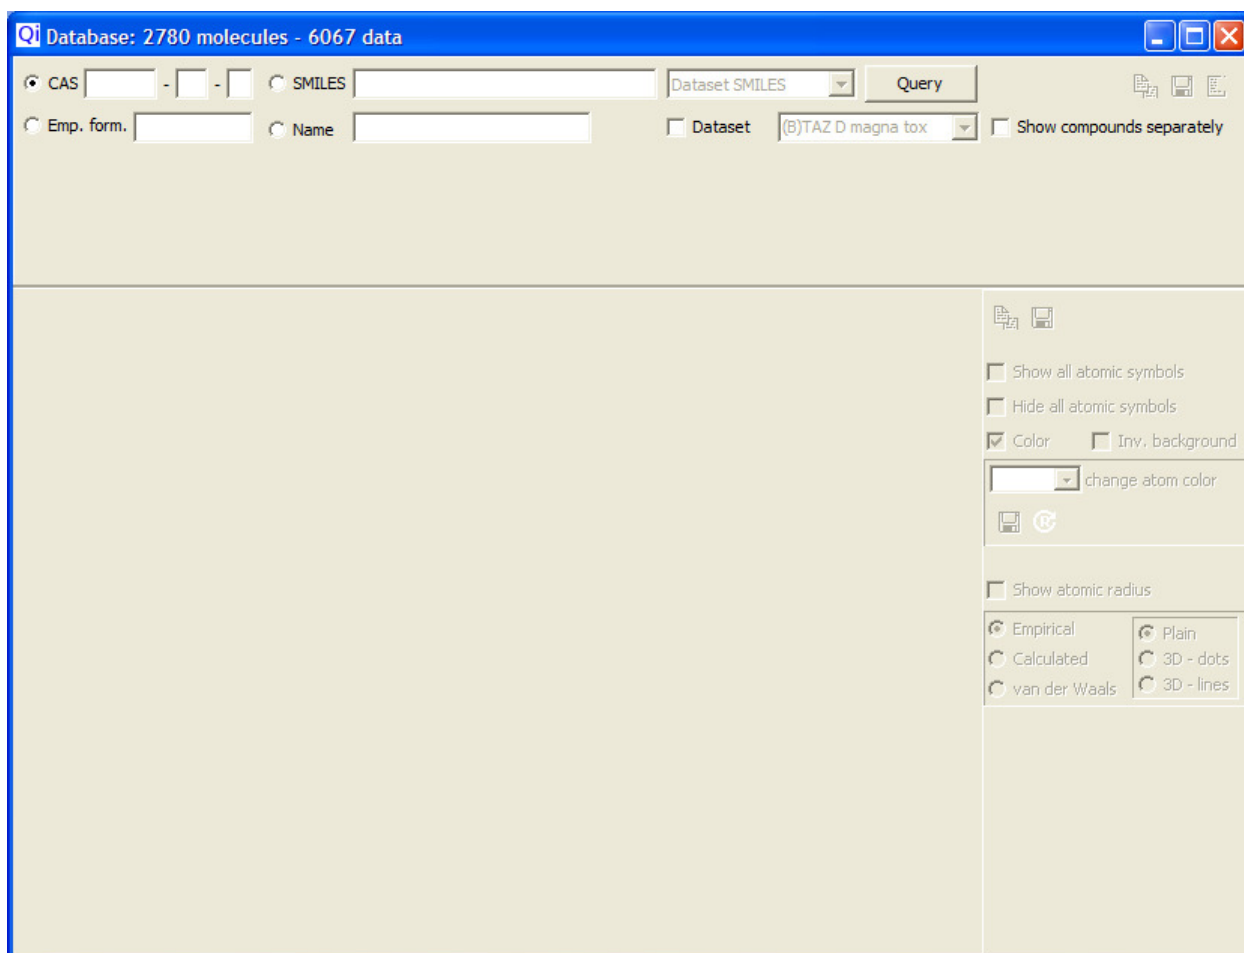 Qi Database: 2780 molecules - 6067 data
CAS - - SMILES Dataset SMILES Query
Emp. form. Name Dataset (B)TAZ D magna tox Show compounds separately
Show all atomic symbols
Hide all atomic symbols
Color Inv. background
change atom color
R
Show atomic radius
Empirical Plain
Calculated 3D - dots
van der Waals 3D - lines